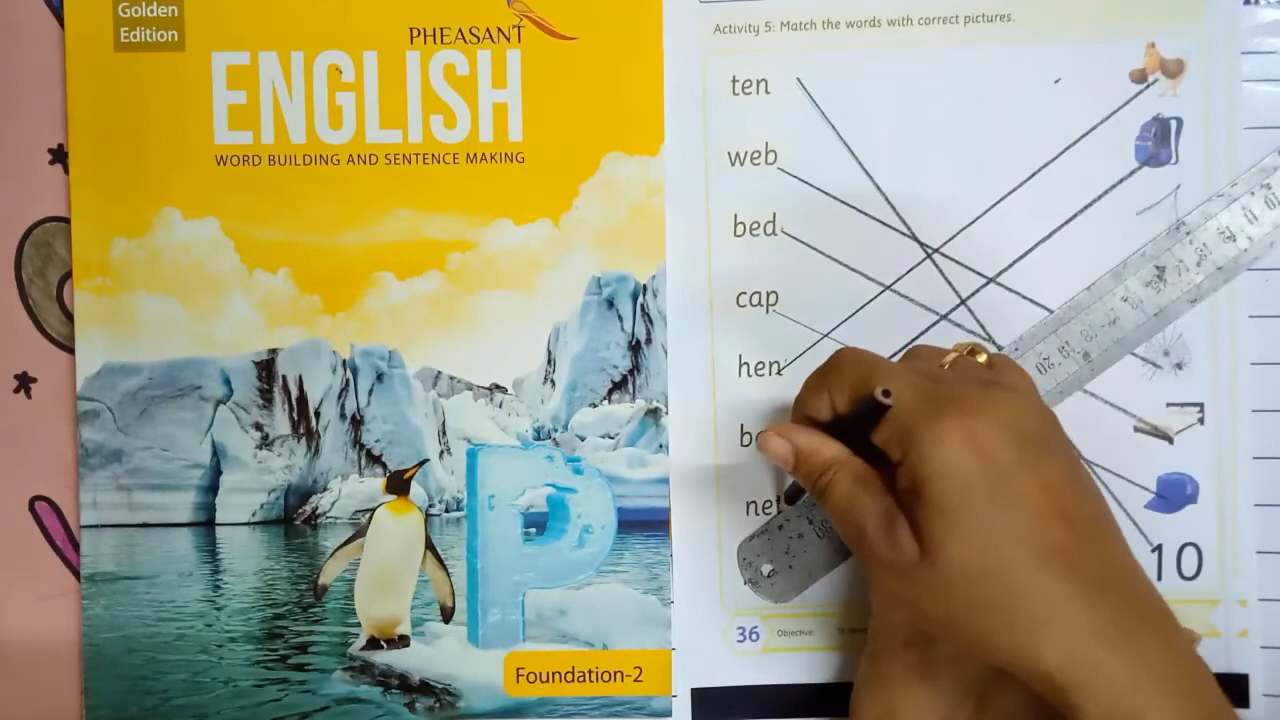 Golden
Edition
PHEASANT
ENGLISH
WORD BUILDING AND SENTENCE MAKING
P
Foundation-2
Activity 5: Match the words with correct pictures.
ten
web
bed
cap
hen
net
10
36 Objective: